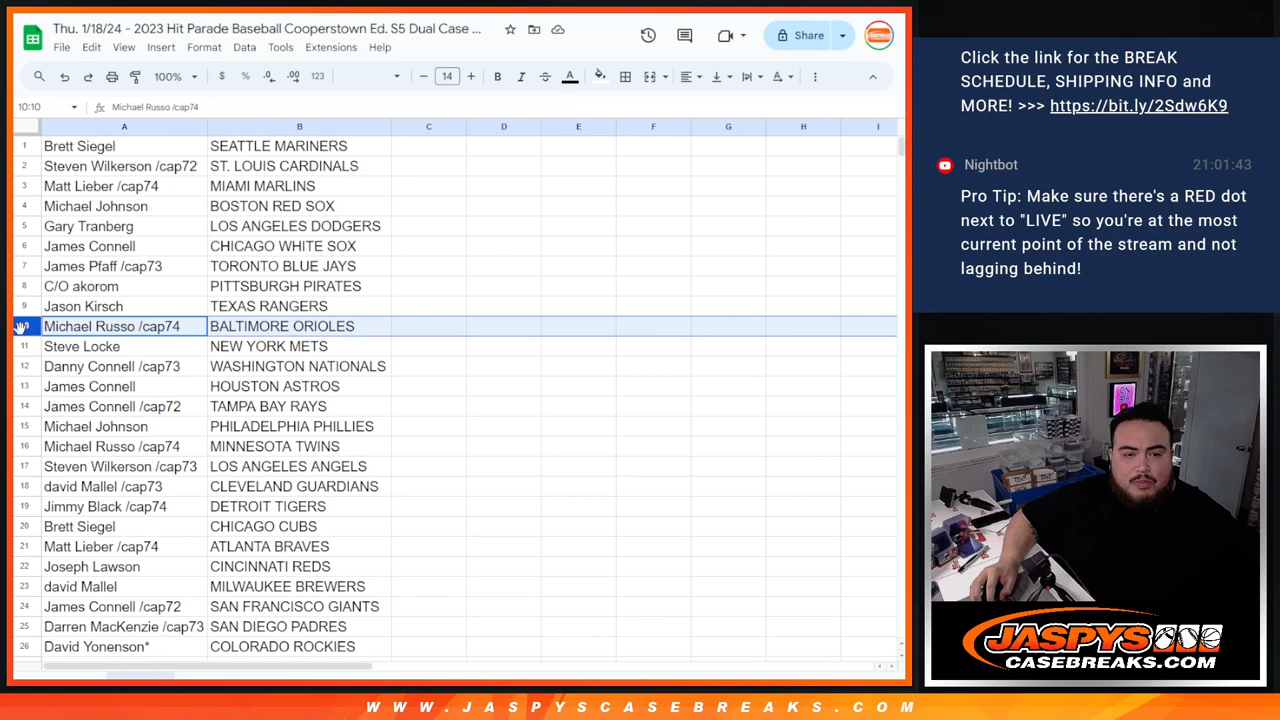 Thu. 1/18/24 - 2023 Hit Parade Baseball Cooperstown Ed. S5 Dual Case ...
Share
File Edit View Insert Format Data Tools Extensions Help
100% $ % .0 .00 123 14
10:10 Michael Russo /cap74
A B C D E F G H I
1 Brett Siegel SEATTLE MARINERS
2 Steven Wilkerson /cap72 ST. LOUIS CARDINALS
3 Matt Lieber /cap74 MIAMI MARLINS
4 Michael Johnson BOSTON RED SOX
5 Gary Tranberg LOS ANGELES DODGERS
6 James Connell CHICAGO WHITE SOX
7 James Pfaff /cap73 TORONTO BLUE JAYS
8 C/O akorom PITTSBURGH PIRATES
9 Jason Kirsch TEXAS RANGERS
Michael Russo /cap74 BALTIMORE ORIOLES
11 Steve Locke NEW YORK METS
12 Danny Connell /cap73 WASHINGTON NATIONALS
13 James Connell HOUSTON ASTROS
14 James Connell /cap72 TAMPA BAY RAYS
15 Michael Johnson PHILADELPHIA PHILLIES
16 Michael Russo /cap74 MINNESOTA TWINS
17 Steven Wilkerson /cap73 LOS ANGELES ANGELS
18 david Mallel /cap73 CLEVELAND GUARDIANS
19 Jimmy Black /cap74 DETROIT TIGERS
20 Brett Siegel CHICAGO CUBS
21 Matt Lieber /cap74 ATLANTA BRAVES
22 Joseph Lawson CINCINNATI REDS
23 david Mallel MILWAUKEE BREWERS
24 James Connell /cap72 SAN FRANCISCO GIANTS
25 Darren MacKenzie /cap73 SAN DIEGO PADRES
26 David Yonenson* COLORADO ROCKIES
Click the link for the BREAK
SCHEDULE, SHIPPING INFO and
MORE! >>> https://bit.ly/2Sdw6K9
Nightbot 21:01:43
Pro Tip: Make sure there's a RED dot
next to "LIVE" so you're at the most
current point of the stream and not
lagging behind!
ON AIR
JASPYS
CASEBREAKS.COM
WWW.JASPYSCASEBREAKS.COM